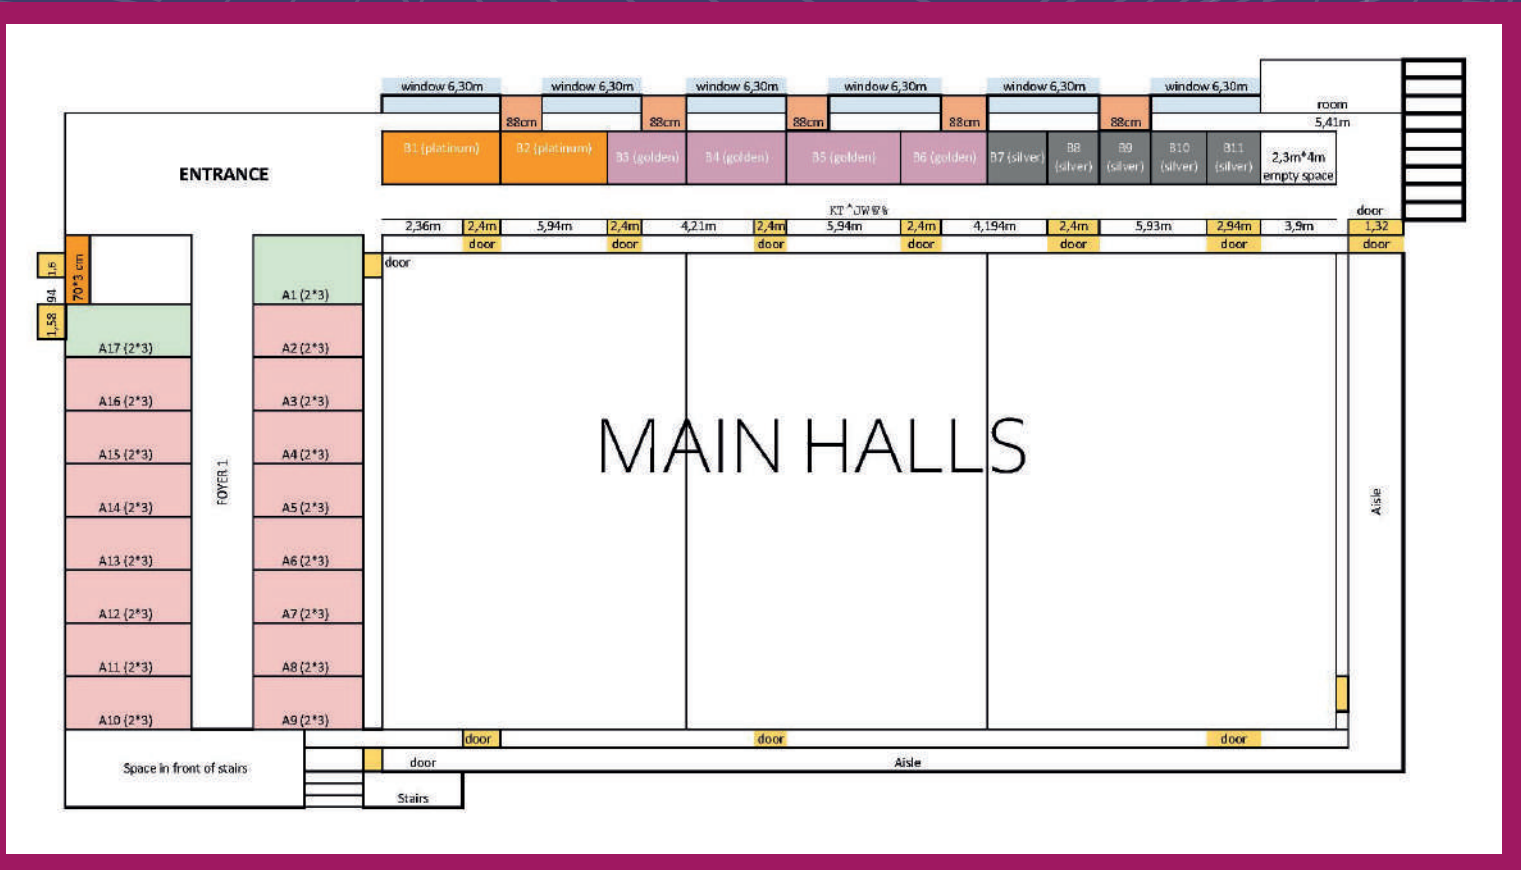 window 6,30m window 6,30m window 6,30m window 6,30m window 6,30m window 6,30m
room
88cm 88cm 88cm 88cm 88cm 5,41m
B1 (platinum) B2 (platinum) B3 (golden) B4 (golden) B5 (golden) B6 (golden) B7 (silver) B8 (silver) B9 (silver) B10 (silver) B11 (silver) 2,3m*4m empty space
ENTRANCE
door
2,36m 2,4m 5,94m 2,4m 4,21m 2,4m 5,94m 2,4m 4,194m 2,4m 5,93m 2,94m 3,9m 1,32
door door door door door door door
door
1,6
94
1,58
70*3 cm
A1 (2*3)
A17 (2*3) A2 (2*3)
A16 (2*3) A3 (2*3)
A15 (2*3) A4 (2*3)
MAIN HALLS
FOYER 1
Aisle
A14 (2*3) A5 (2*3)
A13 (2*3) A6 (2*3)
A12 (2*3) A7 (2*3)
A11 (2*3) A8 (2*3)
A10 (2*3) A9 (2*3)
door door door
Space in front of stairs
door Aisle
Stairs